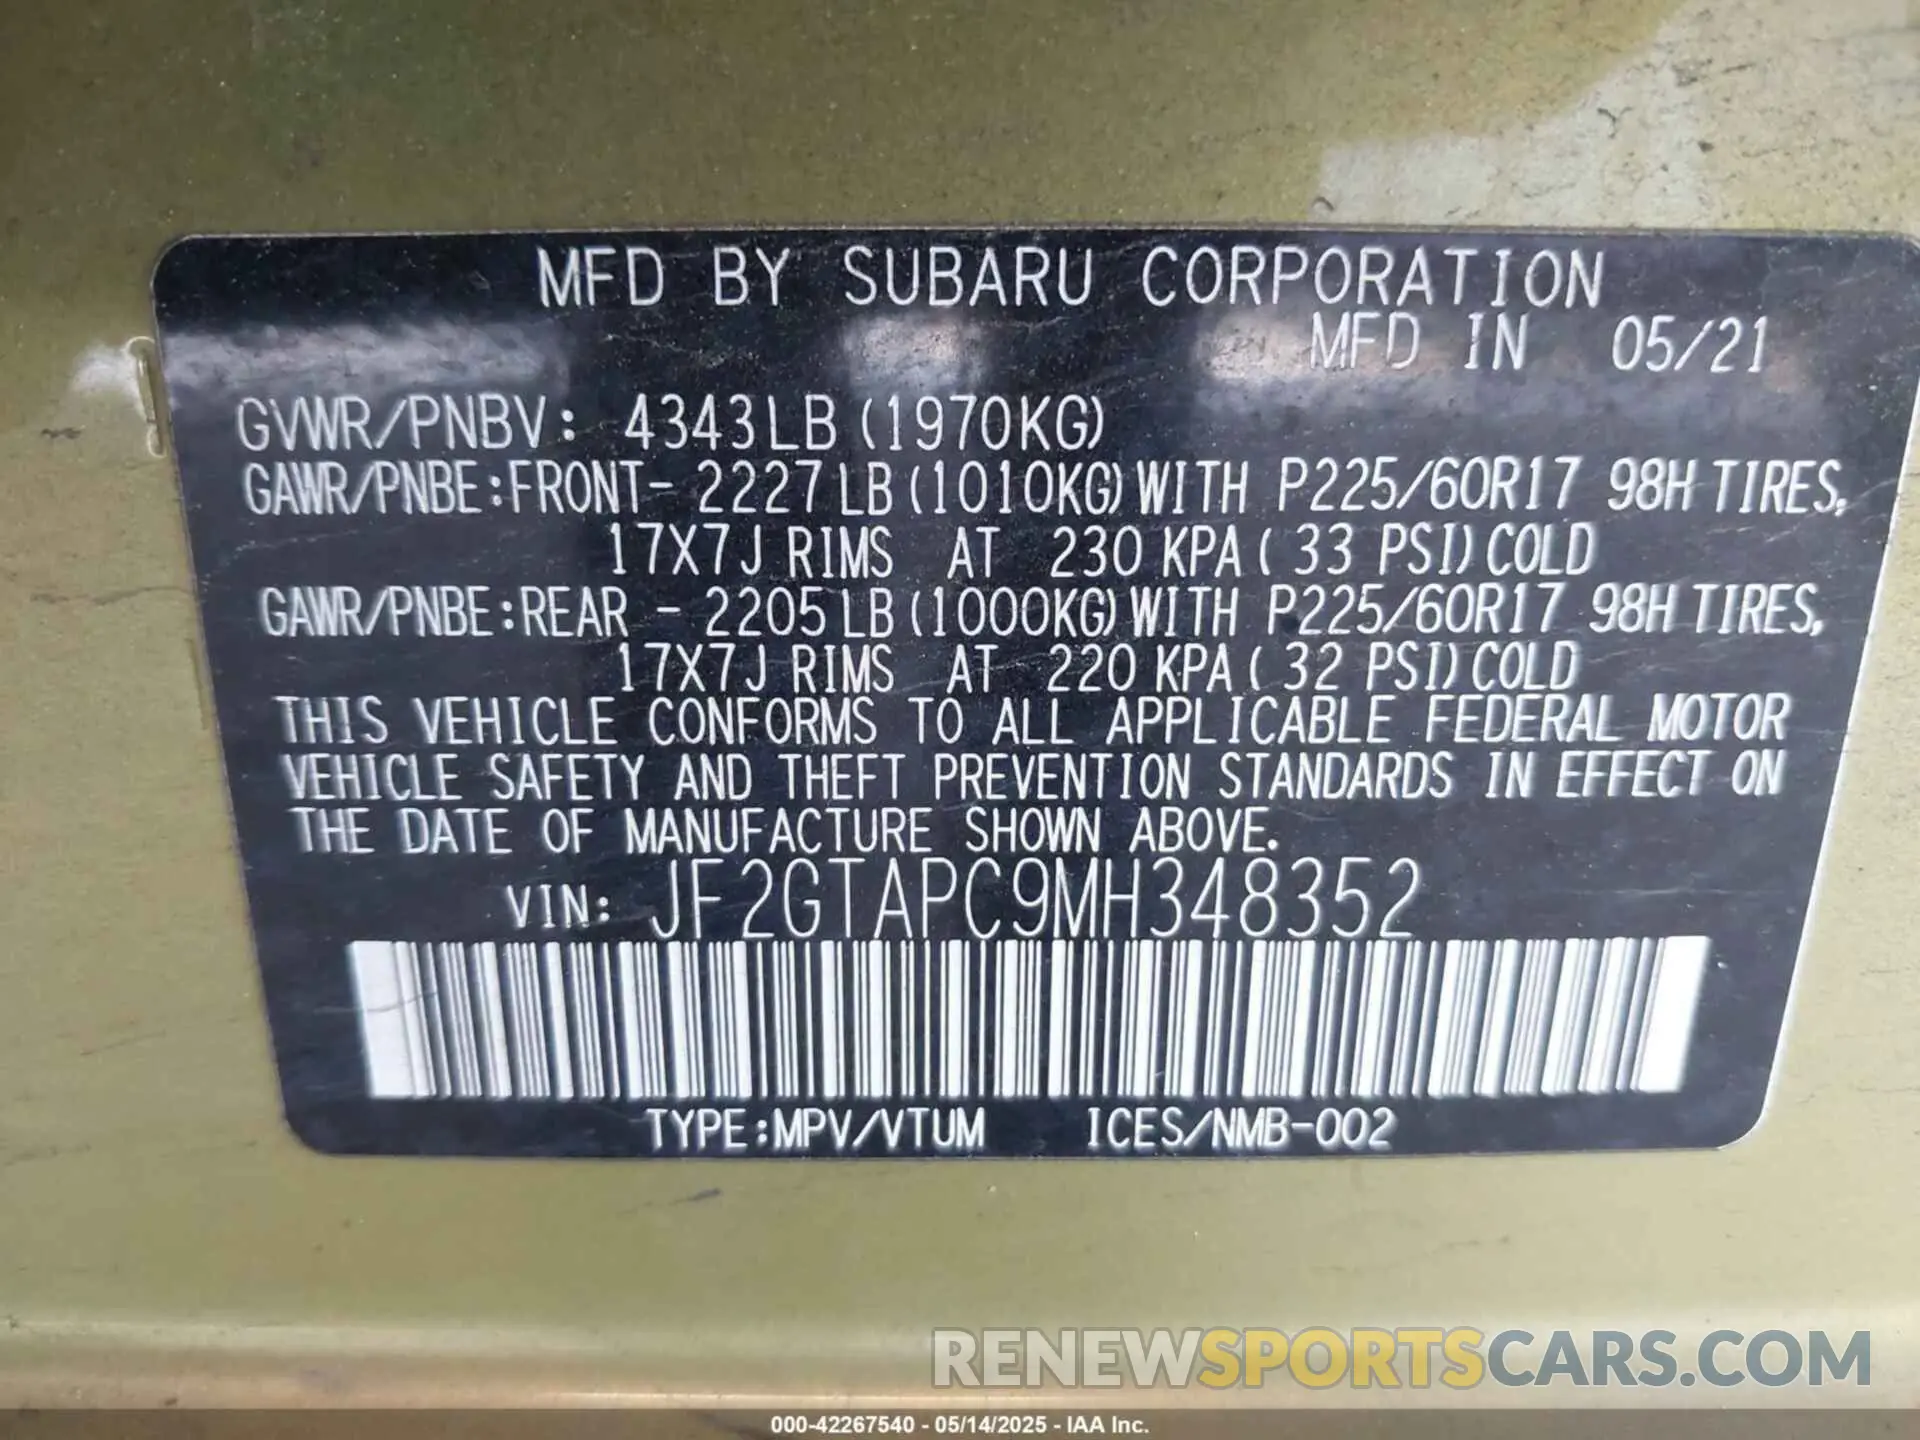 MFD BY SUBARU CORPORATION
MFD IN 05/21
GVWR/PNBV: 4343LB (1970KG)
GAWR/PNBE:FRONT- 2227LB (1010KG)WITH P225/60R17 98H TIRES,
17X7J RIMS AT 230 KPA ( 33 PSI) COLD
GAWR/PNBE:REAR - 2205LB (1000KG)WITH P225/60R17 98H TIRES,
17X7J RIMS AT 220 KPA ( 32 PSI) COLD
THIS VEHICLE CONFORMS TO ALL APPLICABLE FEDERAL MOTOR
VEHICLE SAFETY AND THEFT PREVENTION STANDARDS IN EFFECT ON
THE DATE OF MANUFACTURE SHOWN ABOVE.
VIN: JF2GTAPC9MH348352
TYPE:MPV/VTUM ICES/NMB-002
RENEWSPORTSCARS.COM
000-42267540 - 05/14/2025 - IAA Inc.